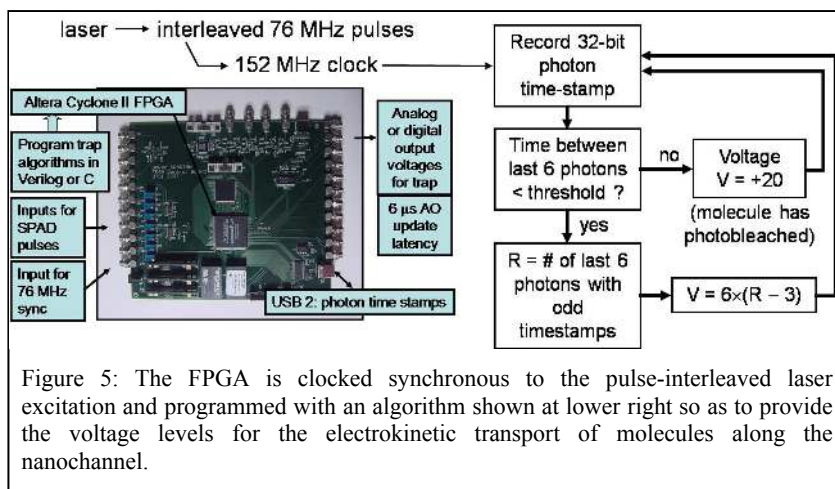 laser → interleaved 76 MHz pulses
152 MHz clock
Altera Cyclone II FPGA
Program trap
algorithms in
Verilog or C
Inputs for
SPAD
pulses
Input for
76 MHz
sync
Analog
or digital
output
voltages
for trap
6 µs AO
update
latency
USB 2: photon time stamps
Record 32-bit
photon
time-stamp
Time between
last 6 photons
< threshold ?
no
Voltage
V = +20
(molecule has
photobleached)
yes
R = # of last 6
photons with
odd
timestamps
V = 6×(R – 3)
Figure 5: The FPGA is clocked synchronous to the pulse-interleaved laser
excitation and programmed with an algorithm shown at lower right so as to provide
the voltage levels for the electrokinetic transport of molecules along the
nanochannel.